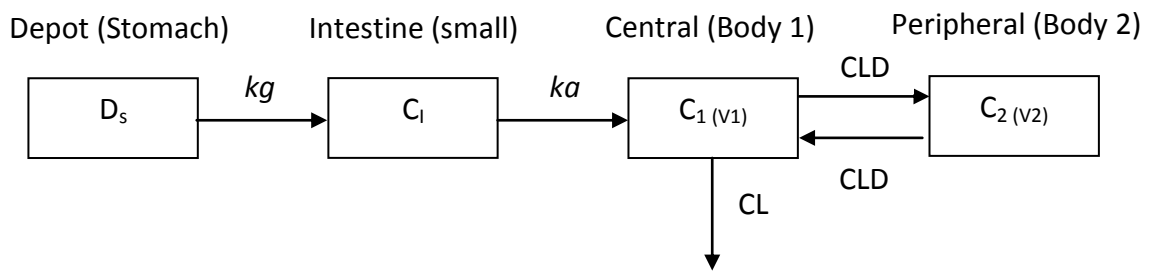 Depot (Stomach) Intestine (small) Central (Body 1) Peripheral (Body 2)
kg ka CLD
Ds CI C1 (V1) C2 (V2)
CLD
CL